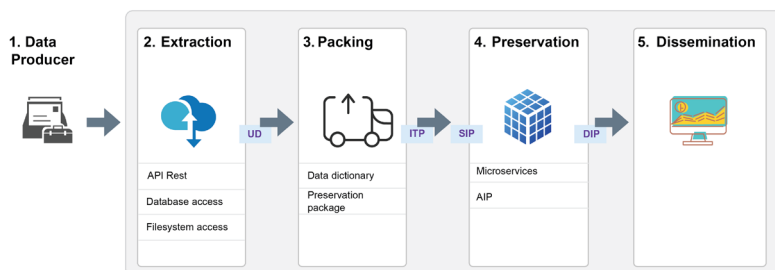 1. Data
Producer
2. Extraction
UD
API Rest
Database access
Filesystem access
3. Packing
ITP
Data dictionary
Preservation
package
4. Preservation
SIP
DIP
Microservices
AIP
5. Dissemination